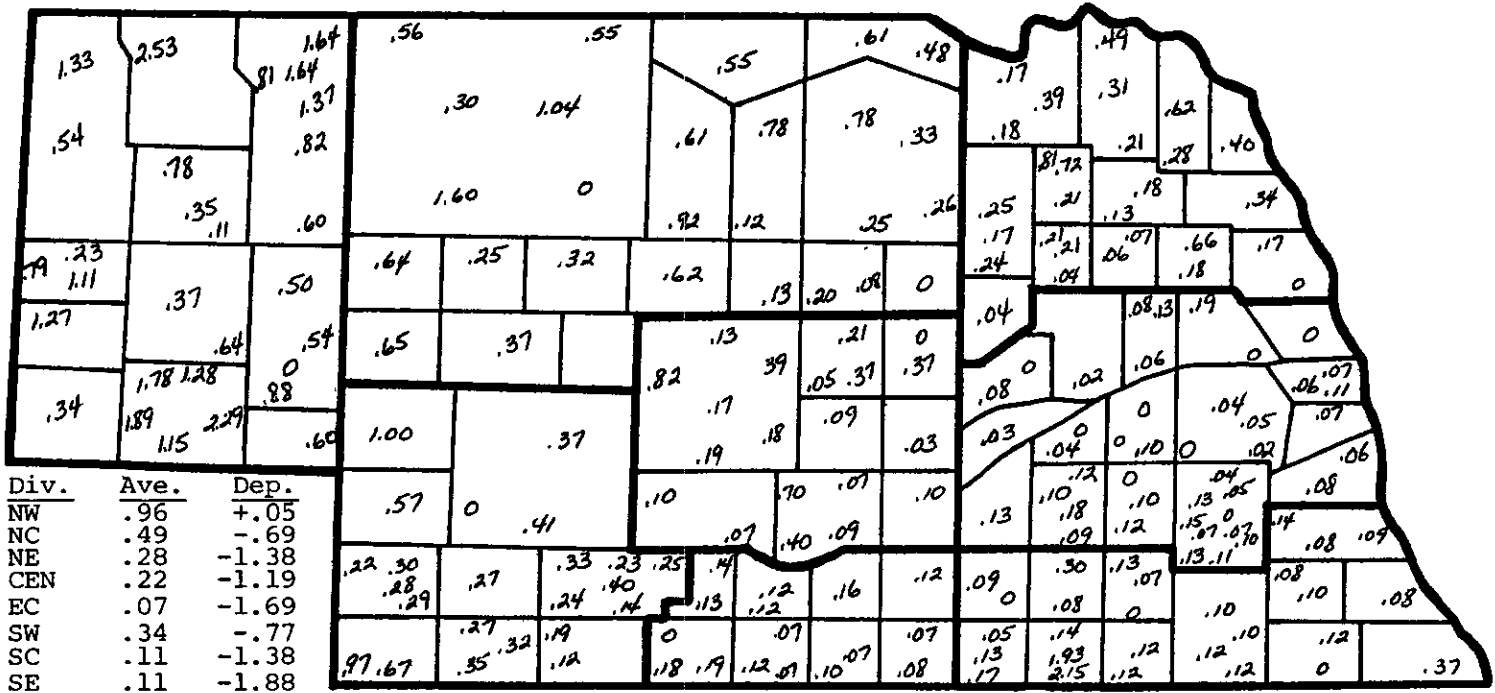 .56 .55 .61 .48 .49
1.33 2.53 1.64 .55 .17 .31
.81 1.64 .39 .62
1.37 .30 1.04 .61 .78 .78 .33 .18 .21 .28 .40
.54 .82
.78 .81 .72
.35 .11 .60 1.60 0 .92 .12 .25 .26 .25 .21 .18 .13 .34
.79 .23 .17 .21 .21 .07 .66 .17
1.11 .37 .50 .64 .25 .32 .62 .13 .20 .08 0 .24 .04 .06 .18 0
1.27 .64 .54 .65 .37 .13 .21 0 .04 .08 .13 .19 0
1.78 1.28 0 .82 .39 .05 .37 .37 .08 0 .02 .06 0 .06 .07 .11
.34 1.89 2.29 .88 .17 .09 .04 .05 .07
1.15 .60 1.00 .37 .19 .18 .03 .03 .04 0 0 0 .10 0 .02 .06
Div. Ave. Dep.
NW .96 +.05
NC .49 -.69
NE .28 -1.38
CEN .22 -1.19
EC .07 -1.69
SW .34 -.77
SC .11 -1.38
SE .11 -1.88
.57 0 .41 .10 .07 .70 .40 .07 .09 .10 .13 .10 .12 .18 .09 0 .10 .12 .04 .13 .05 .15 0 .07 .07 .10 .13 .11 .08
.14 .08 .09
.22 .30 .28 .29 .27 .33 .23 .25 .40 .24 .14 .14 .13 .12 .12 .16 .12 .09 0 .30 .08 .13 .07 0 .08 .10 .08
.97 .67 .27 .32 .35 .19 .12 0 .18 .19 .07 .12 .07 .07 .10 .07 .08 .05 .13 .17 .14 1.93 2.15 .12 .12 .10 .10 .12 .12 .12 0 .37